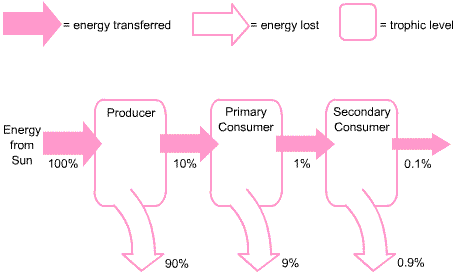 = energy transferred
= energy lost
= trophic level
Producer
Primary
Consumer
Secondary
Consumer
Energy
from
Sun
100%
10%
1%
0.1%
90%
9%
0.9%